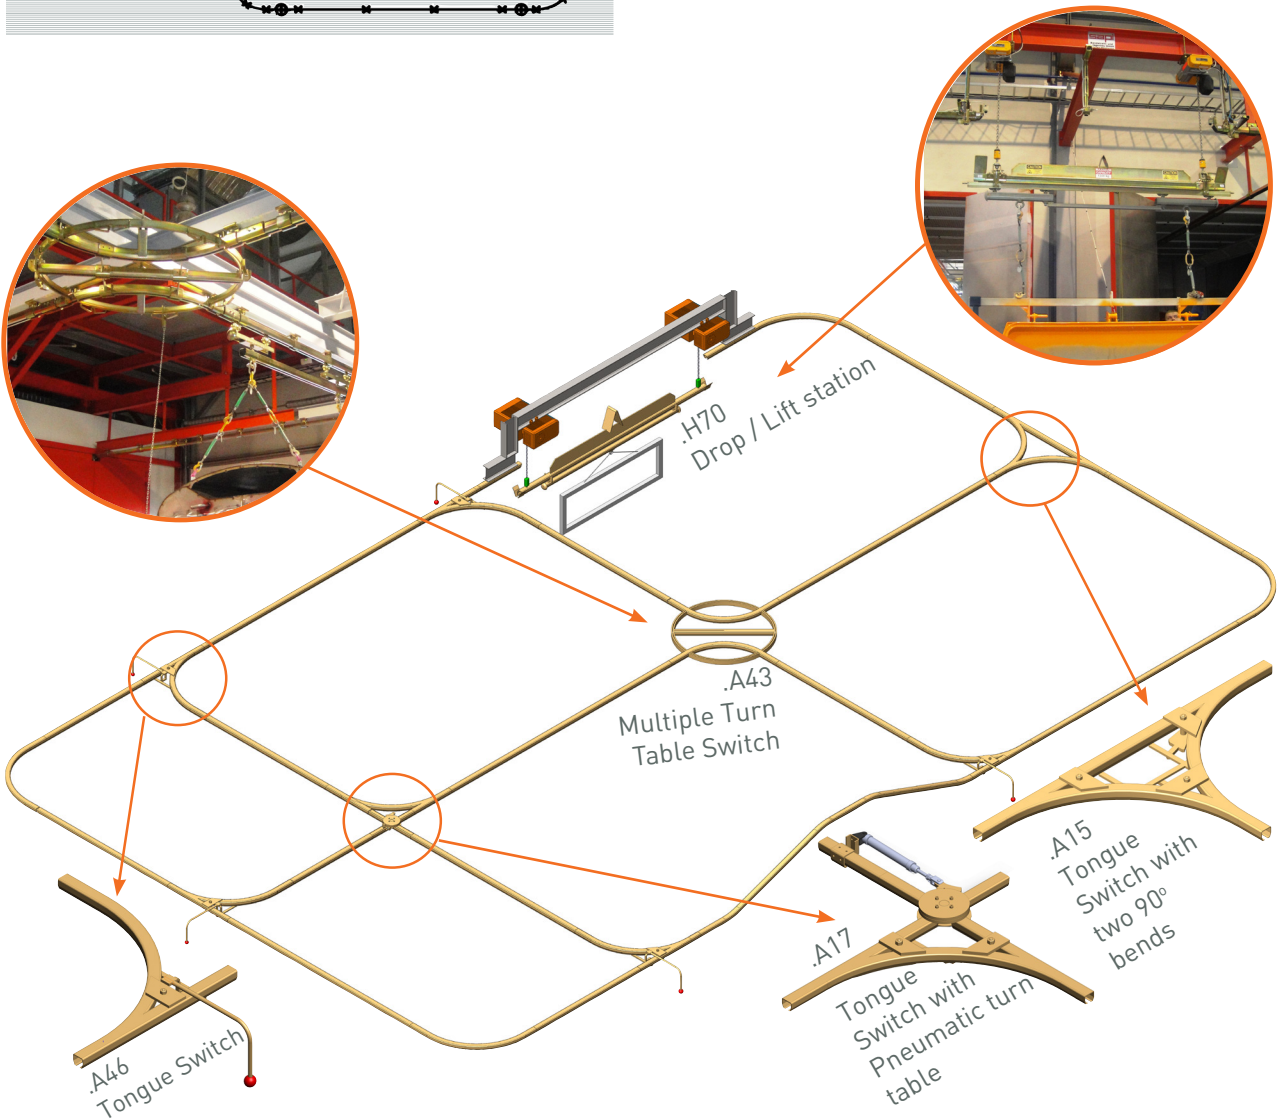 .H70
Drop / Lift station
.A43
Multiple Turn
Table Switch
.A15
Tongue
Switch with
two 90º
bends
.A17
Tongue
Switch with
Pneumatic turn
table
.A46
Tongue Switch